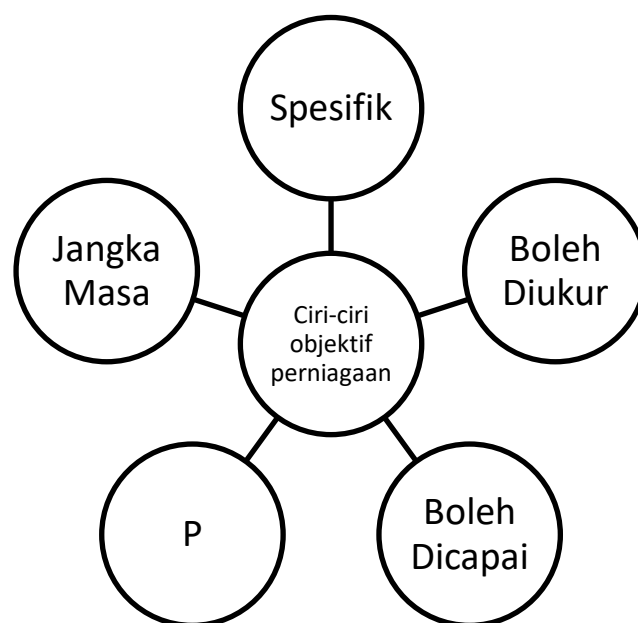 Spesifik
Jangka
Masa
Boleh
Diukur
Ciri-ciri
objektif
perniagaan
P
Boleh
Dicapai